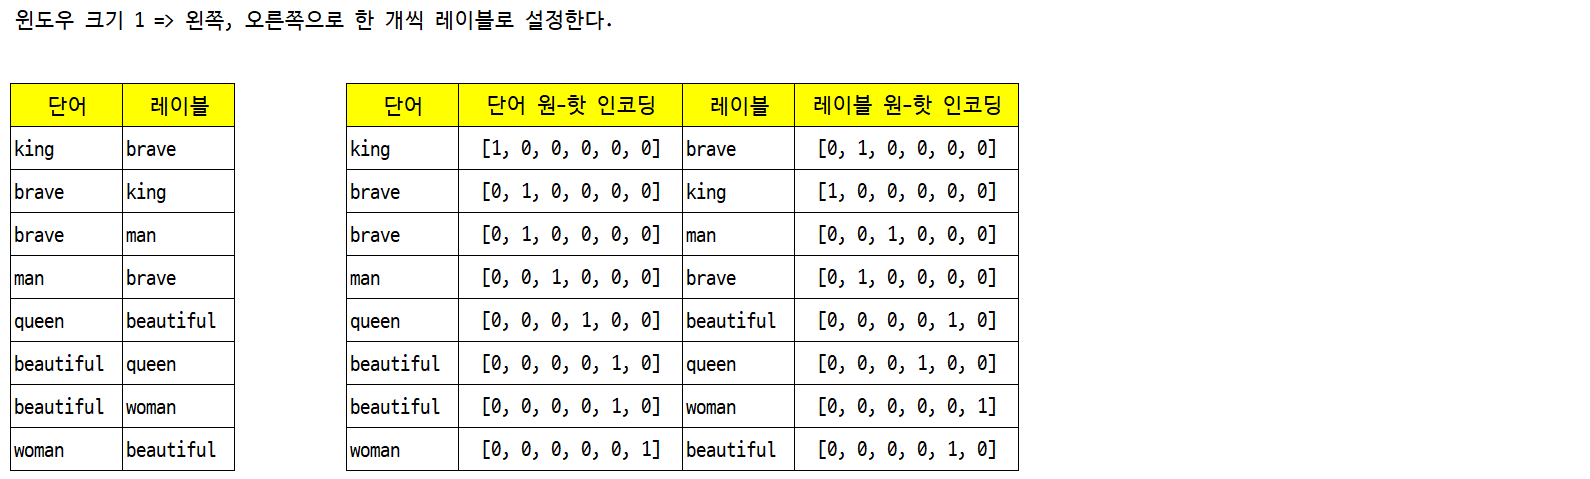 윈도우 크기 1 => 왼쪽, 오른쪽으로 한 개씩 레이블로 설정한다.
단어 레이블
king brave
brave king
brave man
man brave
queen beautiful
beautiful queen
beautiful woman
woman beautiful
단어 단어 원-핫 인코딩 레이블 레이블 원-핫 인코딩
king [1, 0, 0, 0, 0, 0] brave [0, 1, 0, 0, 0, 0]
brave [0, 1, 0, 0, 0, 0] king [1, 0, 0, 0, 0, 0]
brave [0, 1, 0, 0, 0, 0] man [0, 0, 1, 0, 0, 0]
man [0, 0, 1, 0, 0, 0] brave [0, 1, 0, 0, 0, 0]
queen [0, 0, 0, 1, 0, 0] beautiful [0, 0, 0, 0, 1, 0]
beautiful [0, 0, 0, 0, 1, 0] queen [0, 0, 0, 1, 0, 0]
beautiful [0, 0, 0, 0, 1, 0] woman [0, 0, 0, 0, 0, 1]
woman [0, 0, 0, 0, 0, 1] beautiful [0, 0, 0, 0, 1, 0]